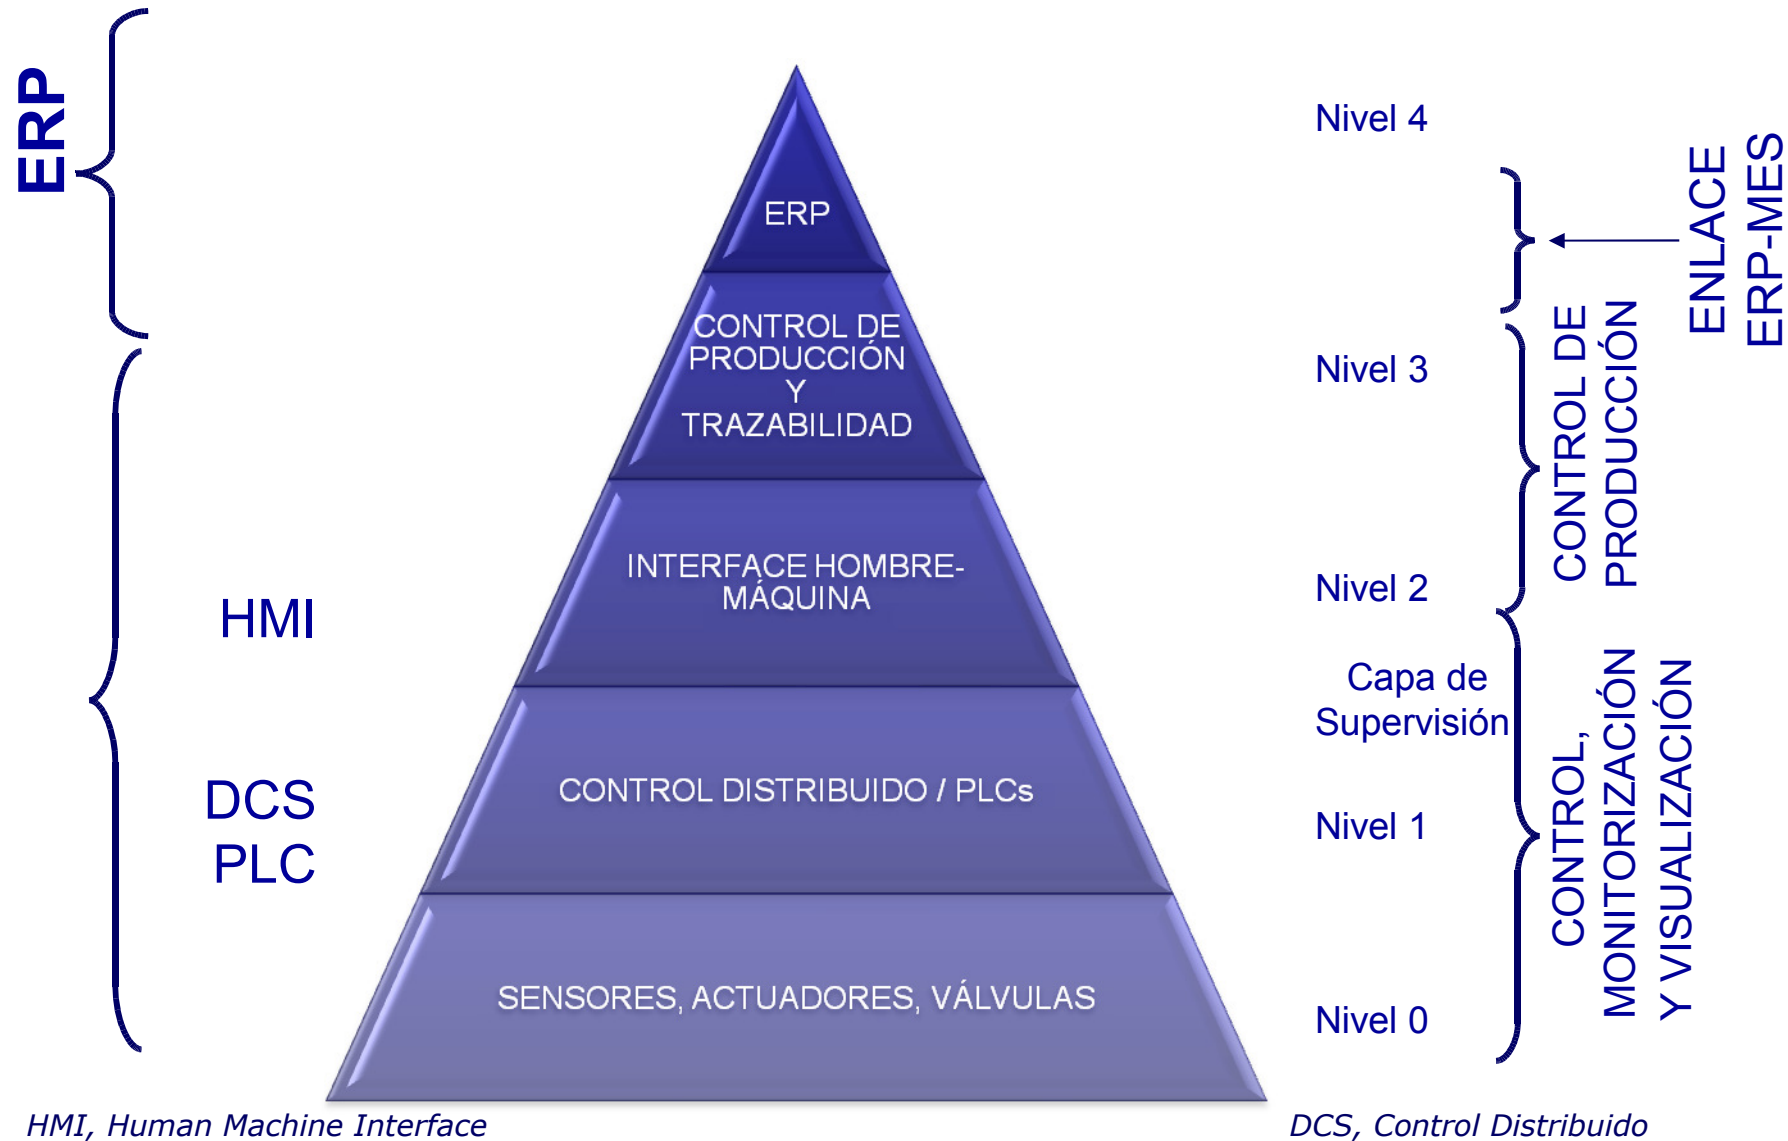 ERP
ERP
CONTROL DE
PRODUCCIÓN
Y
TRAZABILIDAD
INTERFACE HOMBRE-
MÁQUINA
CONTROL DISTRIBUIDO / PLCs
SENSORES, ACTUADORES, VÁLVULAS
HMI
DCS
PLC
Nivel 4
Nivel 3
Nivel 2
Capa de
Supervisión
Nivel 1
Nivel 0
ENLACE
ERP-MES
CONTROL DE
PRODUCCIÓN
CONTROL,
MONITORIZACIÓN
Y VISUALIZACIÓN
HMI, Human Machine Interface
DCS, Control Distribuido